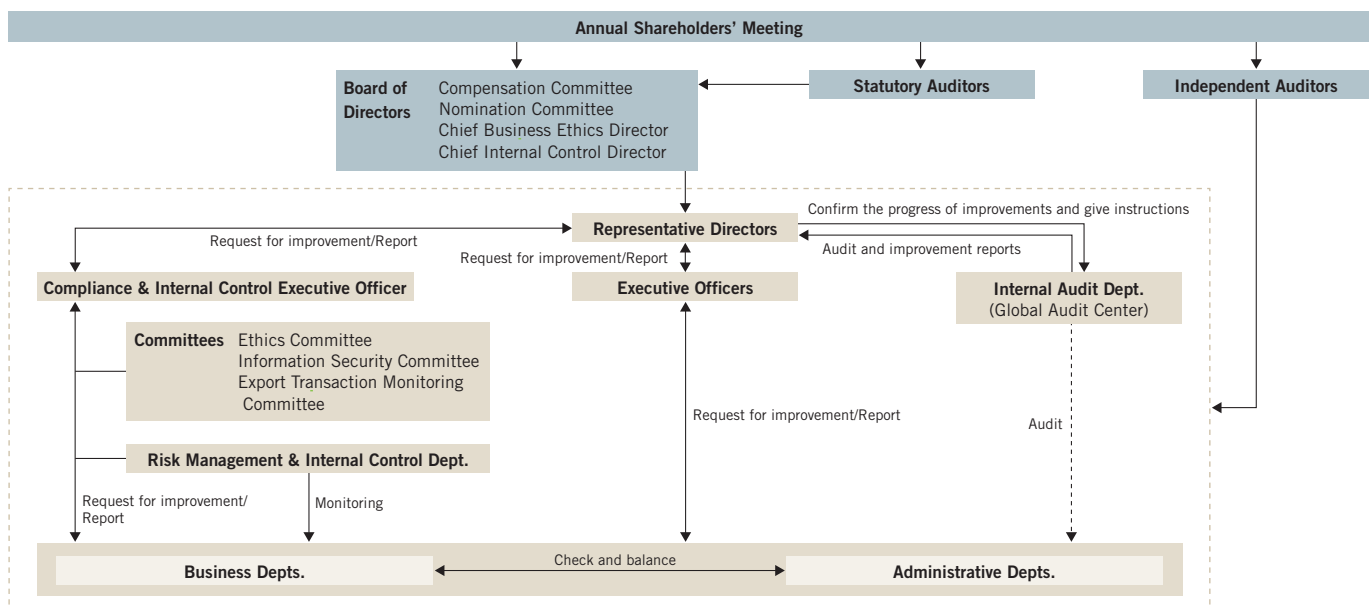 Annual Shareholders' Meeting
Board of
Directors
Compensation Committee
Nomination Committee
Chief Business Ethics Director
Chief Internal Control Director
Statutory Auditors
Independent Auditors
Representative Directors
Confirm the progress of improvements and give instructions
Audit and improvement reports
Request for improvement/Report
Request for improvement/Report
Compliance & Internal Control Executive Officer
Executive Officers
Internal Audit Dept.
(Global Audit Center)
Committees
Ethics Committee
Information Security Committee
Export Transaction Monitoring
Committee
Request for improvement/Report
Audit
Risk Management & Internal Control Dept.
Request for improvement/
Report
Monitoring
Business Depts.
Check and balance
Administrative Depts.